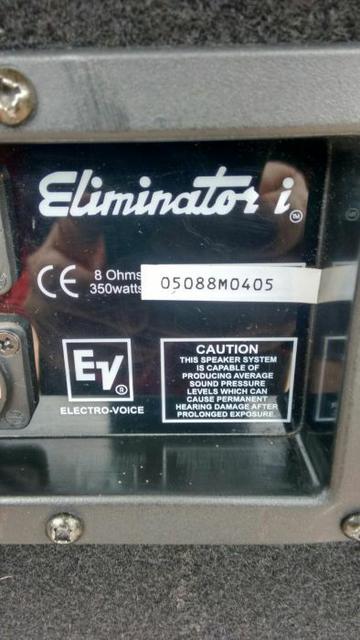 Eliminator i
TM
CE 8 Ohms
350watts 05088M0405
EV
®
ELECTRO-VOICE
CAUTION
THIS SPEAKER SYSTEM
IS CAPABLE OF
PRODUCING AVERAGE
SOUND PRESSURE
LEVELS WHICH CAN
CAUSE PERMANENT
HEARING DAMAGE AFTER
PROLONGED EXPOSURE.